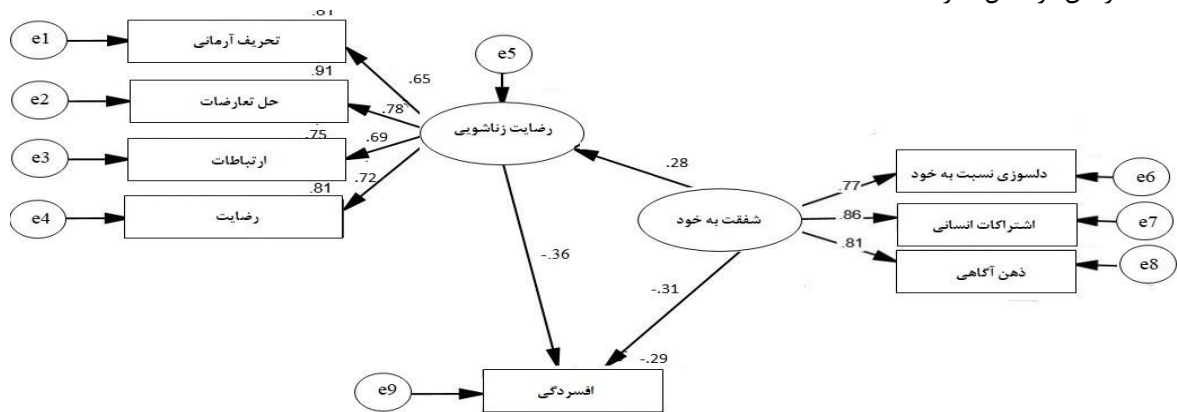 e1
تحریف آرمانی
.81
e2
حل تعارضات
.91
e3
ارتباطات
.75
e4
رضایت
.81
.65
.78
.69
.72
e5
رضایت زناشویی
.28
شفقت به خود
.77
.86
.81
دلسوزی نسبت به خود
e6
اشتراکات انسانی
e7
ذهن آگاهی
e8
-.36
-.31
-.29
افسردگی
e9